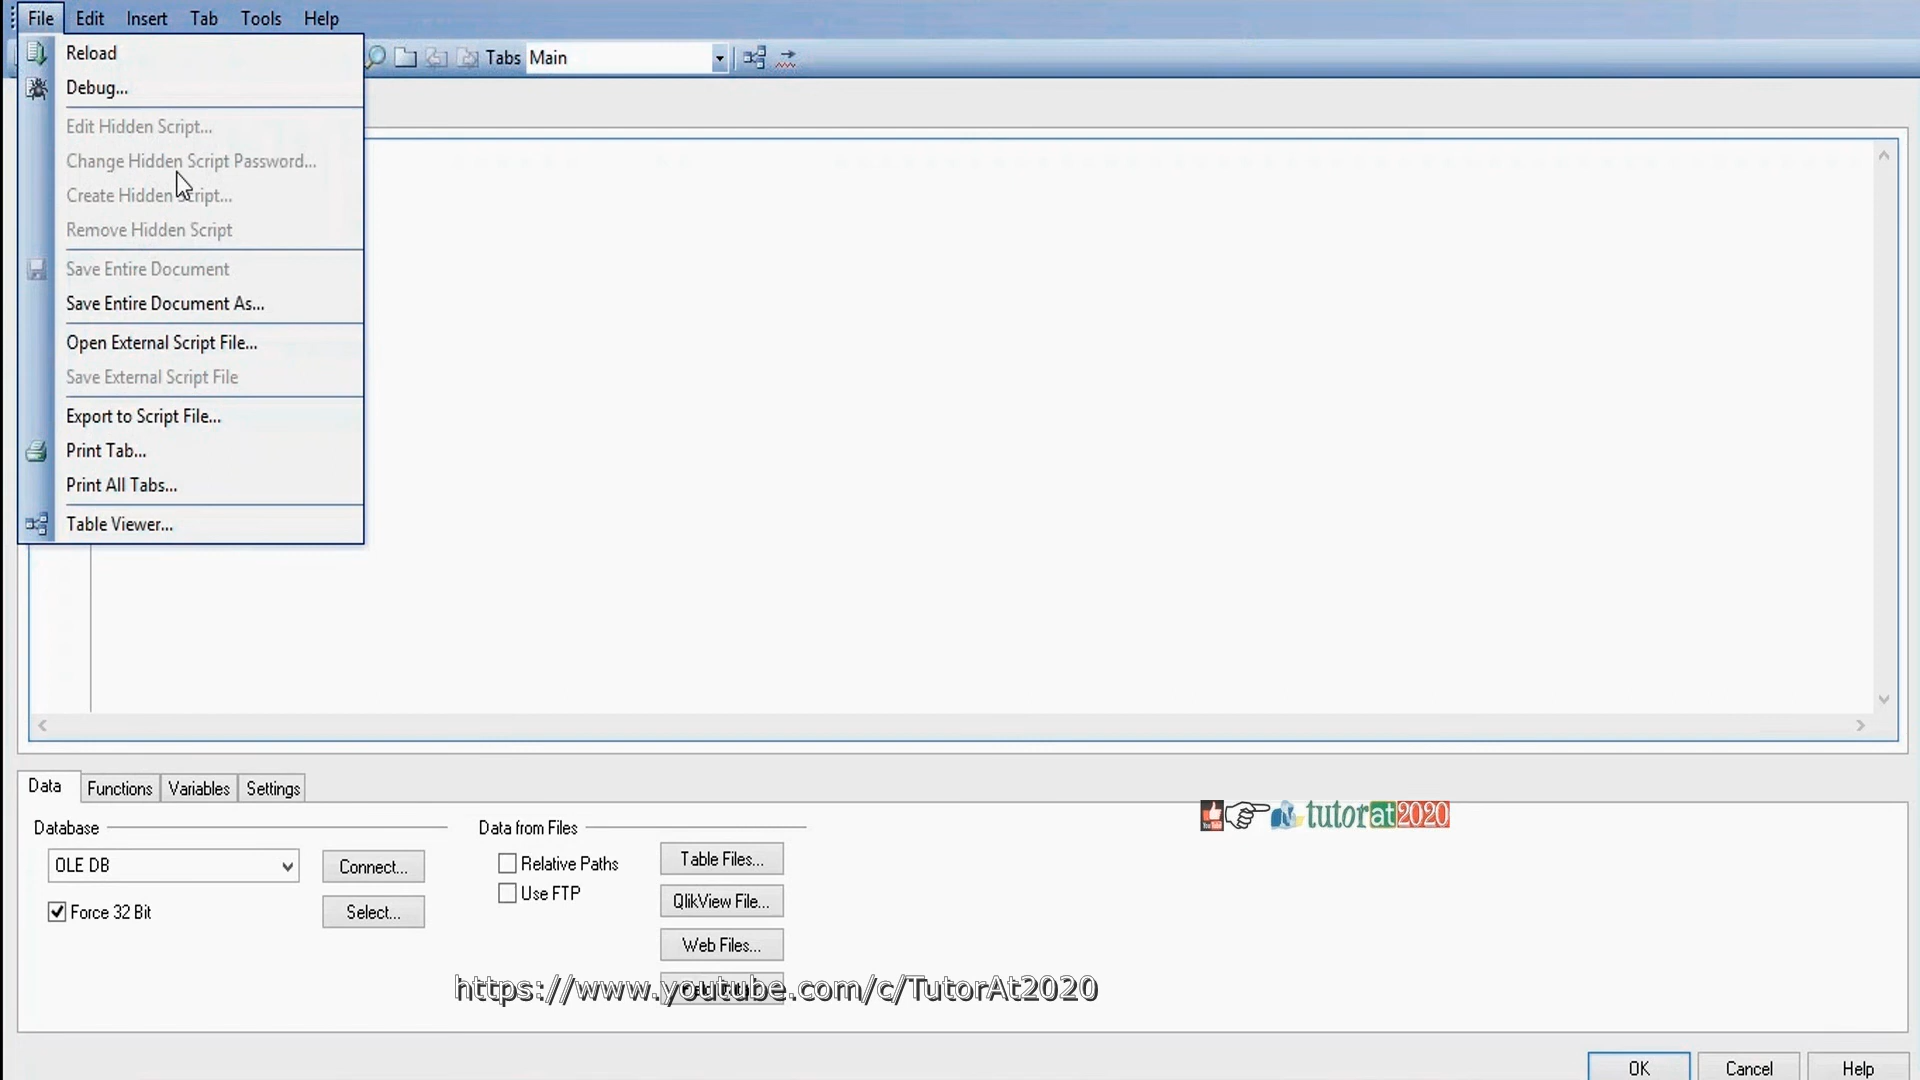 File Edit Insert Tab Tools Help
Reload
Tabs Main
Debug...
Edit Hidden Script...
Change Hidden Script Password...
Create Hidden Script...
Remove Hidden Script
Save Entire Document
Save Entire Document As...
Open External Script File...
Save External Script File
Export to Script File...
Print Tab...
Print All Tabs...
Table Viewer...
Data Functions Variables Settings
Database
OLE DB
Connect...
Force 32 Bit
Select...
Data from Files
Relative Paths
Use FTP
Table Files...
QlikView File...
Web Files...
tutorat2020
https://www.youtube.com/c/TutorAt2020
OK Cancel Help